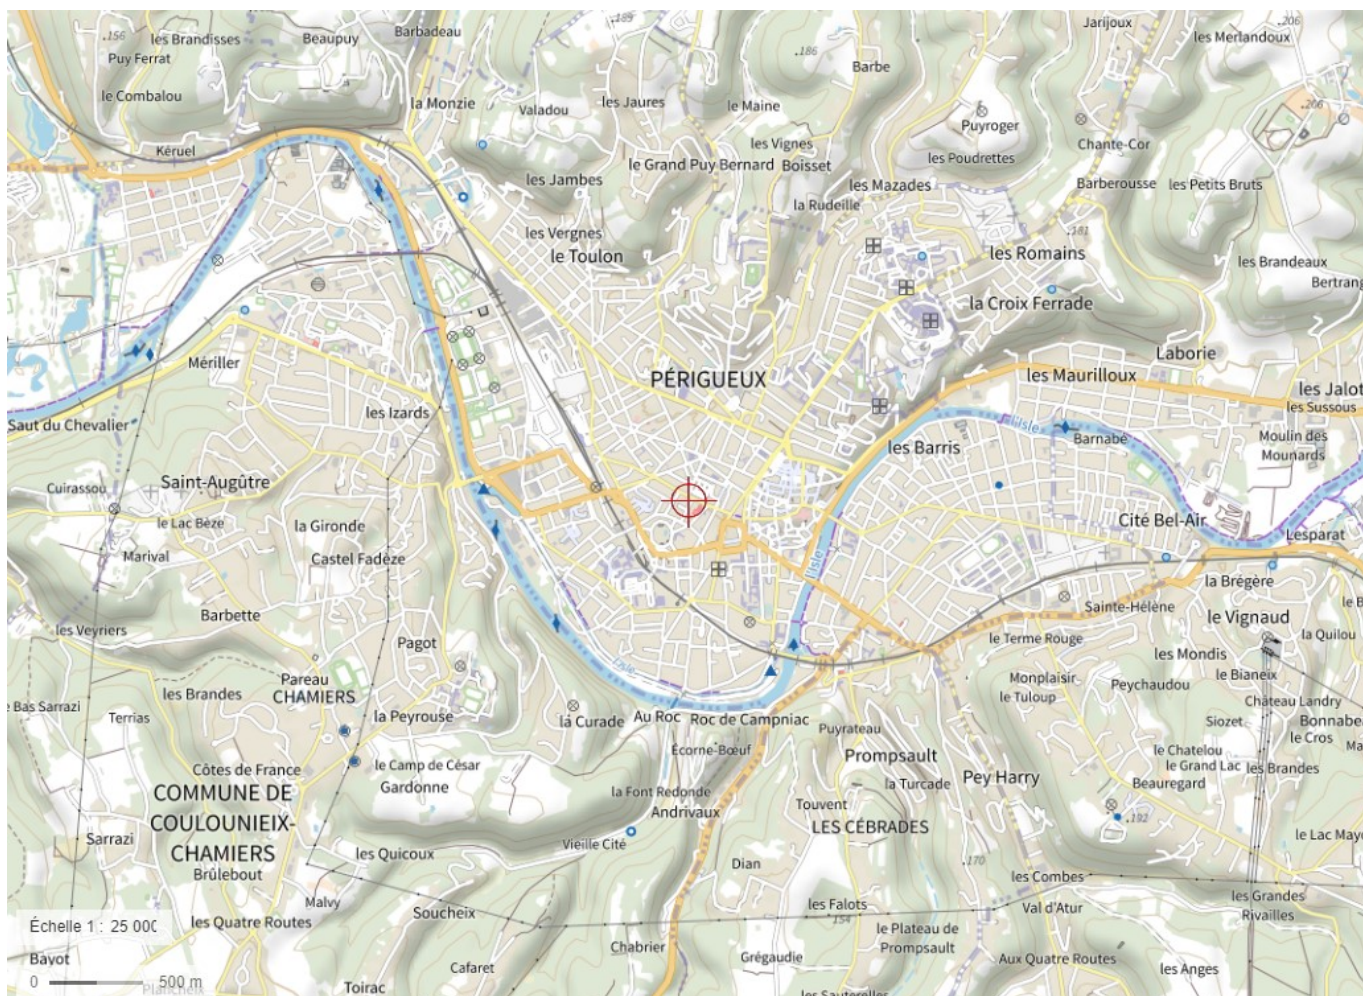 .156
les Brandisses
Beaupuy
Barbadeau
.189
Jarijoux
.206
les Merlandoux
Puy Ferrat
.186
Barbe
le Combalou
la Monzie
Valadou
les Jaures
le Maine
.206
Puyroger
Kéruel
les Vignes
Chante-Cor
le Grand Puy Bernard
Boisset
les Poudrettes
les Jambes
les Mazades
Barberousse
les Petits Bruts
la Rudeille
les Vergnes
.181
le Toulon
les Romains
les Brandeaux
Bertrang
la Croix Ferrade
Mériller
Laborie
PÉRIGUEUX
les Maurilloux
les Jalot
les Izards
les Sussous
Saut du Chevalier
l'Isle
Barnabé
Moulin des
Mounards
les Barris
Saint-Augûtre
Cuirassou
le Lac Bèze
la Gironde
Cité Bel-Air
Lesparat
Marival
Castel Fadèze
l'Isle
la Brégère
Barbette
Sainte-Hélène
le B
le Vignaud
les Veyriers
Pagot
le Terme Rouge
la Quilou
l'Isle
les Mondis
Pareau
Monplaisir
le Bianeix
les Brandes
CHAMIERS
le Tuloup
Peychaudou
Château Landry
e Bas Sarrazi
Terrias
la Peyrouse
la Curade
Au Roc
Roc de Campniac
Puyrateau
Siozet
Bonnabe
le Cros
Écorne-Bœuf
Ma
Prompsault
le Chatelou
Côtes de France
le Camp de César
le Grand Lac
les Brandes
Gardonne
la Font Redonde
la Turcade
Pey Harry
Beauregard
COMMUNE DE
COULOUNIEIX-
CHAMIERS
Andrivaux
Touvent
LES CÉBRADES
.192
Sarrazi
Vieille Cité
le Lac Mayo
les Quicoux
Dian
.170
Brûlebout
les Combes
Malvy
les Falots
Val d'Atur
les Grandes
Rivailles
Soucheix
.154
les Quatre Routes
Échelle 1 : 25 000
le Plateau de
Prompsault
Chabrier
Bayot
Cafaret
Grégaudie
Aux Quatre Routes
les Anges
0
500 m
Plancheix
Toirac
les Sauterelles